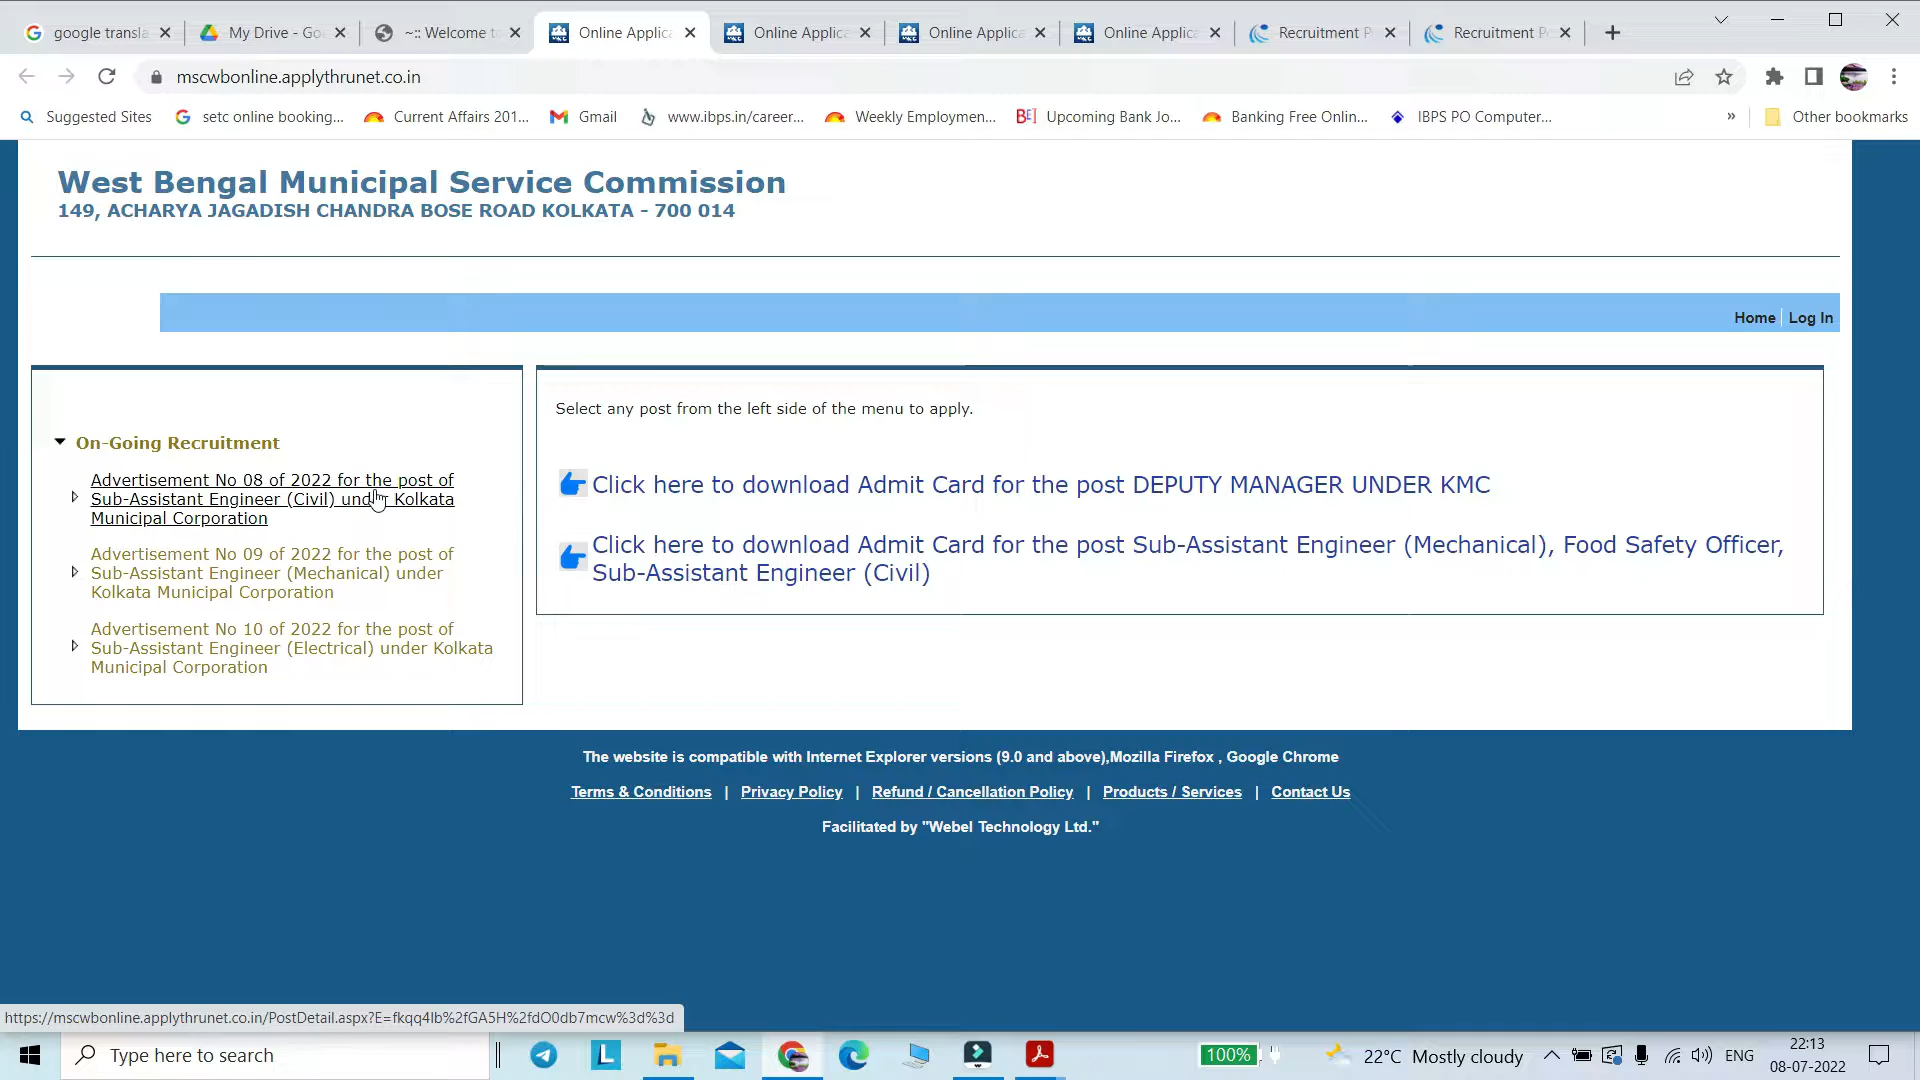 google transla
My Drive - Go
~:: Welcome to
Online Applica
Online Applica
Online Applica
Online Applica
Recruitment P
Recruitment P
mscwbonline.applythrunet.co.in
Suggested Sites
setc online booking...
Current Affairs 201...
Gmail
www.ibps.in/career...
Weekly Employmen...
Upcoming Bank Jo...
Banking Free Onlin...
IBPS PO Computer...
»
Other bookmarks
West Bengal Municipal Service Commission
149, ACHARYA JAGADISH CHANDRA BOSE ROAD KOLKATA - 700 014
Home
Log In
On-Going Recruitment
Advertisement No 08 of 2022 for the post of
Sub-Assistant Engineer (Civil) under Kolkata
Municipal Corporation
Advertisement No 09 of 2022 for the post of
Sub-Assistant Engineer (Mechanical) under
Kolkata Municipal Corporation
Advertisement No 10 of 2022 for the post of
Sub-Assistant Engineer (Electrical) under Kolkata
Municipal Corporation
Select any post from the left side of the menu to apply.
Click here to download Admit Card for the post DEPUTY MANAGER UNDER KMC
Click here to download Admit Card for the post Sub-Assistant Engineer (Mechanical), Food Safety Officer,
Sub-Assistant Engineer (Civil)
The website is compatible with Internet Explorer versions (9.0 and above),Mozilla Firefox , Google Chrome
Terms & Conditions | Privacy Policy | Refund / Cancellation Policy | Products / Services | Contact Us
Facilitated by "Webel Technology Ltd."
https://mscwbonline.applythrunet.co.in/PostDetail.aspx?E=fkqq4Ib%2fGA5H%2fdO0db7mcw%3d%3d
Type here to search
100%
22°C Mostly cloudy
ENG
22:13
08-07-2022